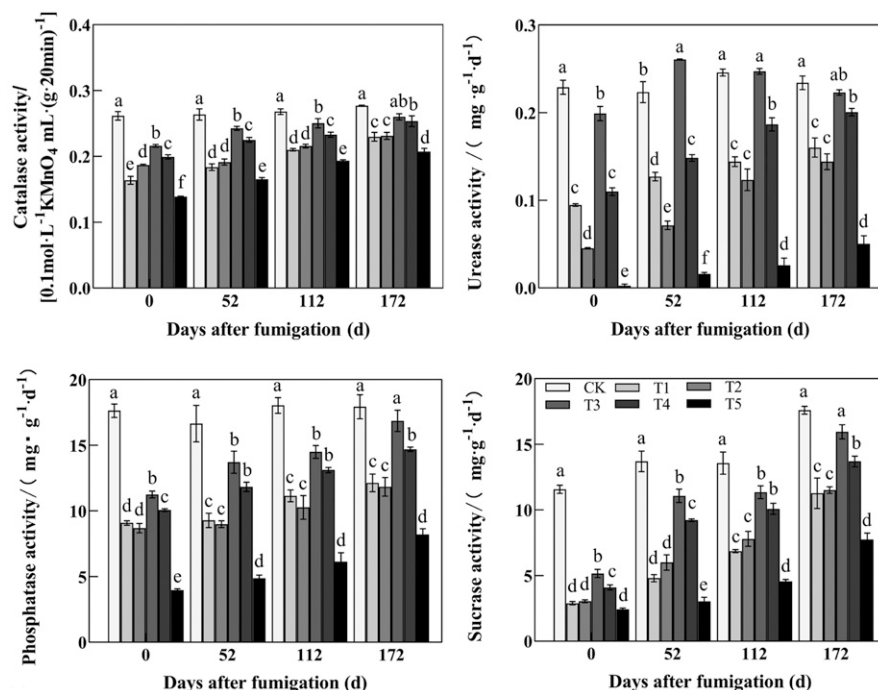 Catalase activity/
[0.1mol·L⁻¹KMnO₄ mL·(g·20min)⁻¹]
0.4
0.3
0.2
0.1
0.0
a
e
d
b
c
f
a
d
d
b
c
e
a
d
d
b
c
e
a
c
c
ab
b
d
0 52 112 172
Days after fumigation (d)
Urease activity /( mg ·g⁻¹·d⁻¹)
0.3
0.2
0.1
0.0
a
c
d
b
c
e
b
d
e
a
c
f
a
c
c
a
b
d
a
c
c
ab
b
d
0 52 112 172
Days after fumigation (d)
Phosphatase activity/( mg· g⁻¹·d⁻¹)
20
15
10
5
0
a
d
d
b
c
e
a
c
c
b
b
d
a
c
c
b
b
d
a
c
c
a
b
d
0 52 112 172
Days after fumigation (d)
Sucrase activity/( mg·g⁻¹·d⁻¹)
20
15
10
5
0
CK T1 T2
T3 T4 T5
a
d
d
b
c
d
a
d
d
b
c
e
a
c
c
b
b
d
a
c
c
a
b
d
0 52 112 172
Days after fumigation (d)